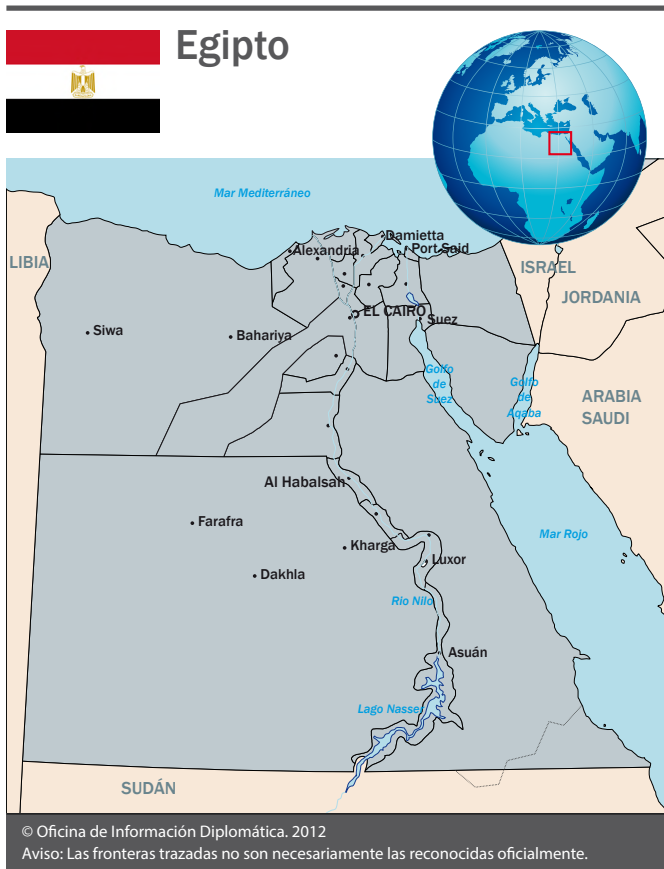 Egipto
Mar Mediterráneo
Damietta
Alexandria
Port Said
LIBIA
ISRAEL
JORDANIA
EL CAIRO
Suez
Siwa
Bahariya
Golfo
de
Suez
Golfo
de
Aqaba
ARABIA
SAUDI
Al Habalsah
Farafra
Kharga
Mar Rojo
Luxor
Dakhla
Rio Nilo
Asuán
Lago Nasser
SUDÁN
© Oficina de Información Diplomática. 2012
Aviso: Las fronteras trazadas no son necesariamente las reconocidas oficialmente.